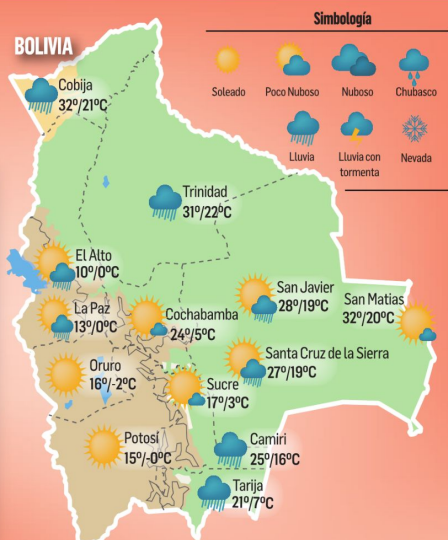 BOLIVIA
Simbología
Soleado
Poco Nuboso
Nuboso
Chubasco
Lluvia
Lluvia con
tormenta
Nevada
Cobija
32º/21ºC
Trinidad
31º/22ºC
El Alto
10º/0ºC
La Paz
13º/0ºC
Cochabamba
24º/5ºC
San Javier
28º/19ºC
San Matias
32º/20ºC
Oruro
16º/-2ºC
Santa Cruz de la Sierra
27º/19ºC
Sucre
17º/3ºC
Potosí
15º/-0ºC
Camiri
25º/16ºC
Tarija
21º/7ºC